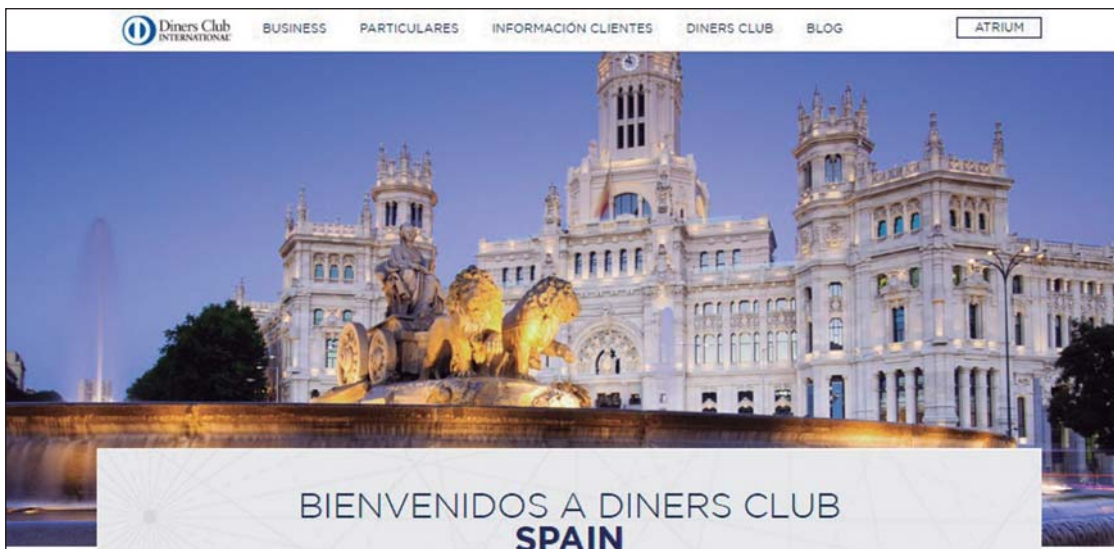 Diners Club
INTERNATIONAL
BUSINESS
PARTICULARES
INFORMACIÓN CLIENTES
DINERS CLUB
BLOG
ATRIUM
BIENVENIDOS A DINERS CLUB
SPAIN